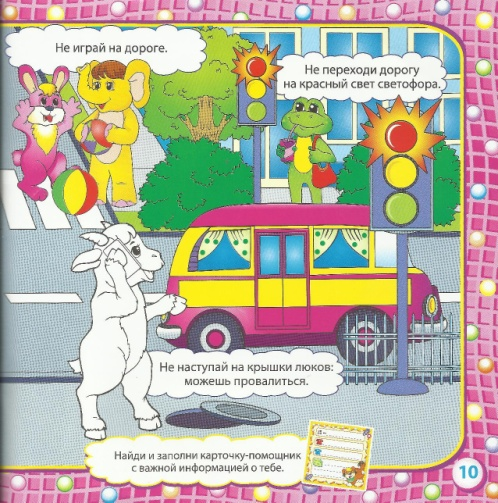 Не играй на дороге.
Не переходи дорогу
на красный свет светофора.
Не наступай на крышки люков:
можешь провалиться.
Найди и заполни карточку-помощник
с важной информацией о тебе.
10